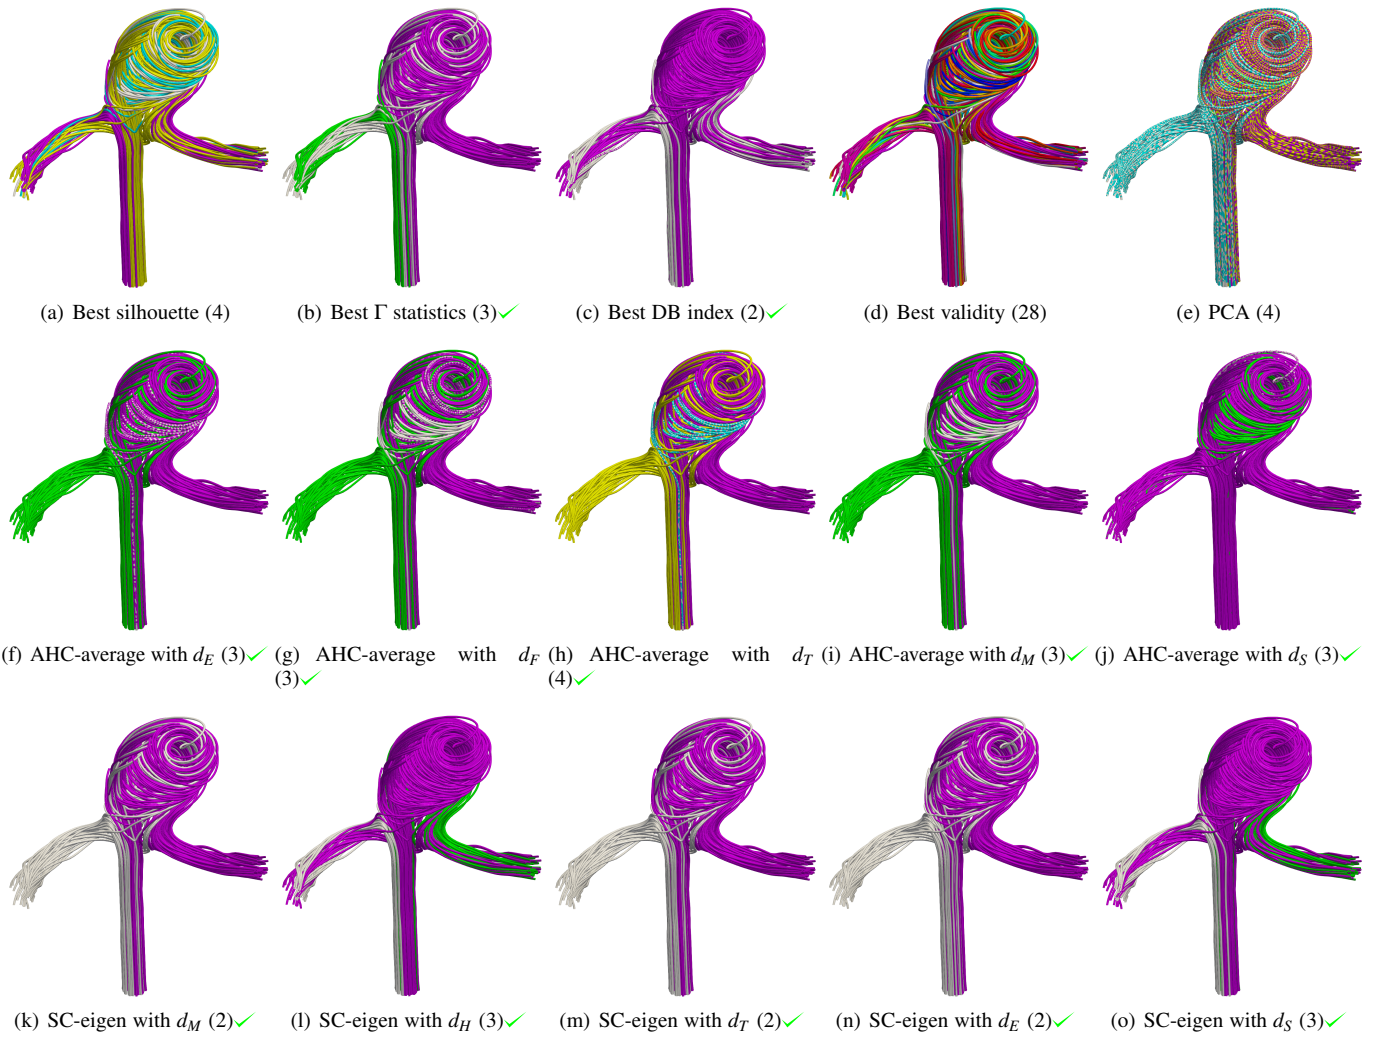 (a) Best silhouette (4)
(b) Best Γ statistics (3)✓
(c) Best DB index (2)✓
(d) Best validity (28)
(e) PCA (4)
(f) AHC-average with d_E (3)✓
(g) AHC-average with d_F
(3)✓
(h) AHC-average with d_T
(4)✓
(i) AHC-average with d_M (3)✓
(j) AHC-average with d_S (3)✓
(k) SC-eigen with d_M (2)✓
(l) SC-eigen with d_H (3)✓
(m) SC-eigen with d_T (2)✓
(n) SC-eigen with d_E (2)✓
(o) SC-eigen with d_S (3)✓